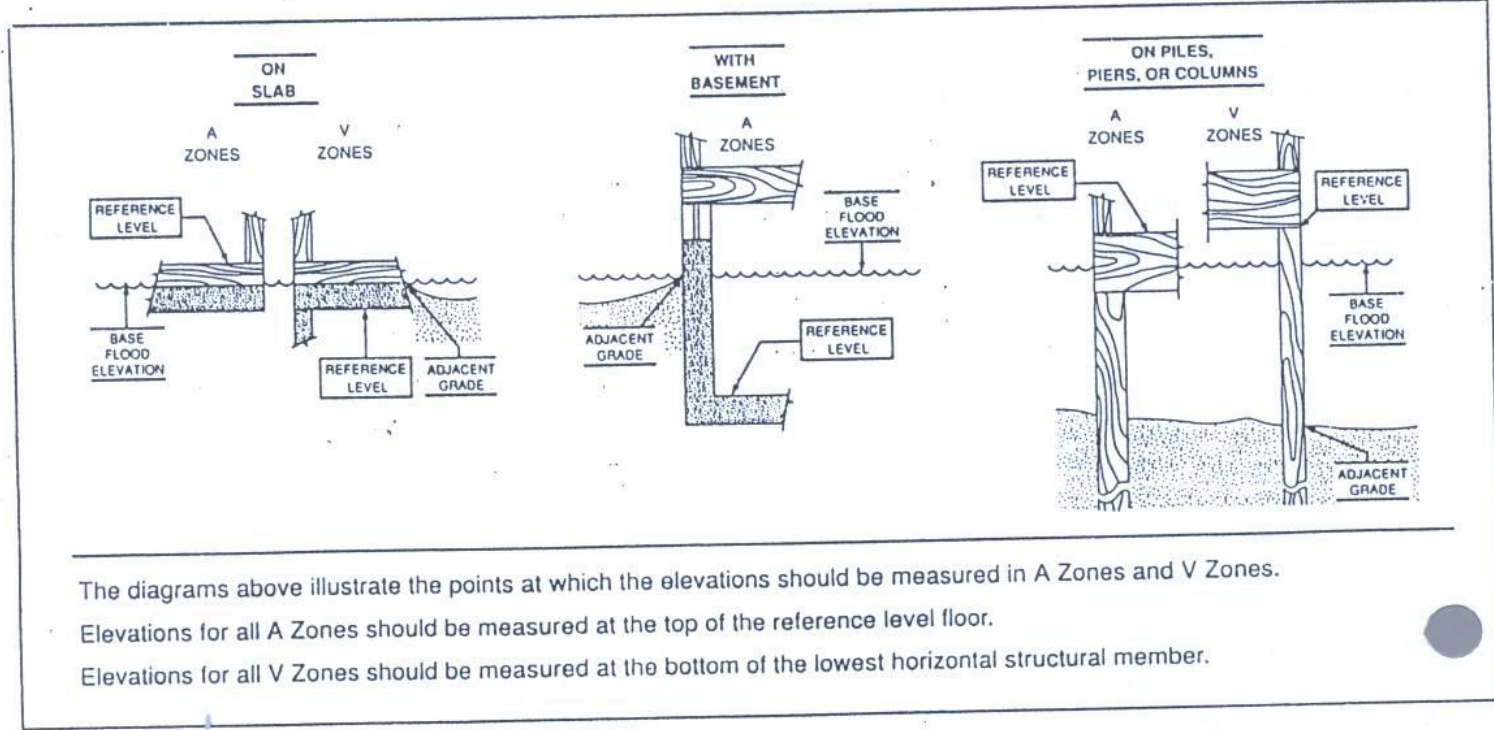 ON
SLAB
A
ZONES
V
ZONES
REFERENCE
LEVEL
BASE
FLOOD
ELEVATION
REFERENCE
LEVEL
ADJACENT
GRADE
WITH
BASEMENT
A
ZONES
BASE
FLOOD
ELEVATION
ADJACENT
GRADE
REFERENCE
LEVEL
ON PILES,
PIERS, OR COLUMNS
A
ZONES
V
ZONES
REFERENCE
LEVEL
REFERENCE
LEVEL
BASE
FLOOD
ELEVATION
ADJACENT
GRADE
The diagrams above illustrate the points at which the elevations should be measured in A Zones and V Zones.
Elevations for all A Zones should be measured at the top of the reference level floor.
Elevations for all V Zones should be measured at the bottom of the lowest horizontal structural member.